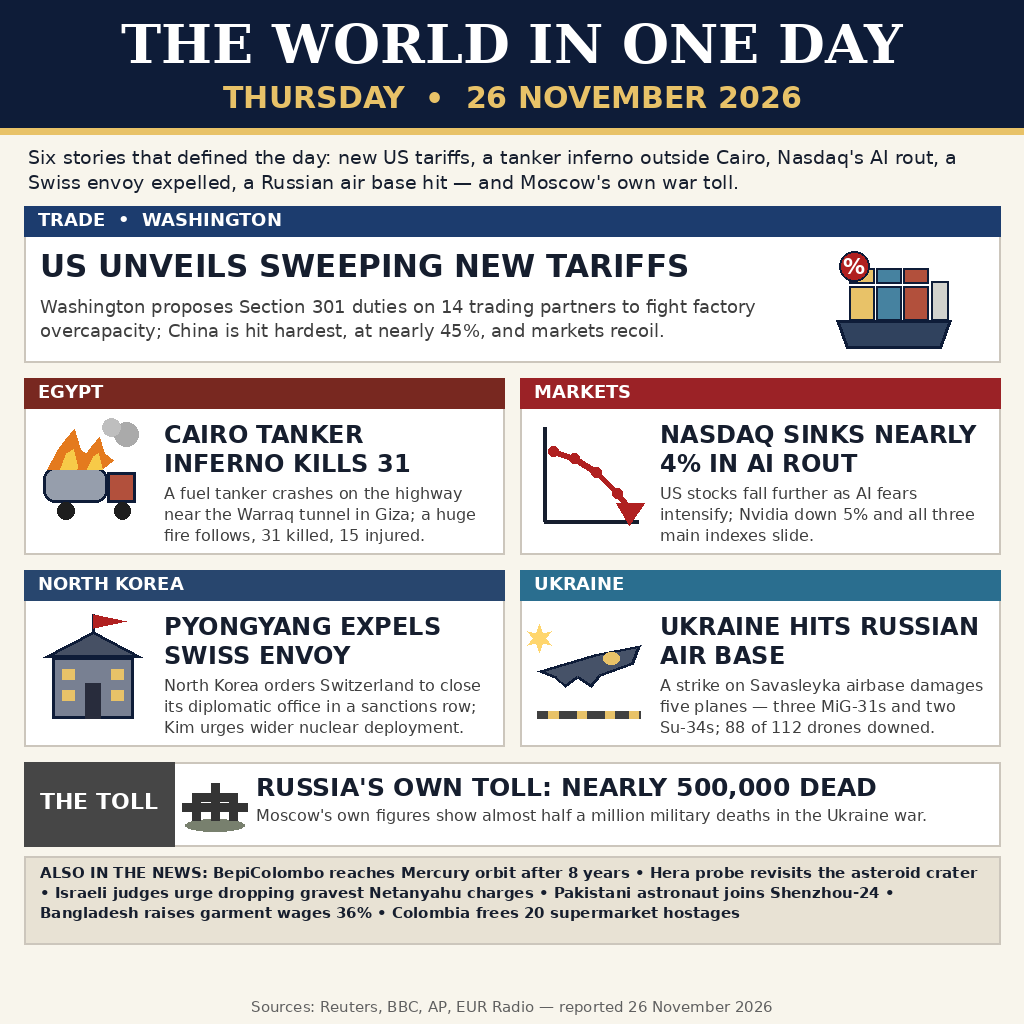 THE WORLD IN ONE DAY
THURSDAY • 26 NOVEMBER 2026
Six stories that defined the day: new US tariffs, a tanker inferno outside Cairo, Nasdaq's AI rout, a
Swiss envoy expelled, a Russian air base hit — and Moscow's own war toll.
TRADE • WASHINGTON
US UNVEILS SWEEPING NEW TARIFFS
Washington proposes Section 301 duties on 14 trading partners to fight factory
overcapacity; China is hit hardest, at nearly 45%, and markets recoil.
%
EGYPT
CAIRO TANKER
INFERNO KILLS 31
A fuel tanker crashes on the highway
near the Warraq tunnel in Giza; a huge
fire follows, 31 killed, 15 injured.
MARKETS
NASDAQ SINKS NEARLY
4% IN AI ROUT
US stocks fall further as AI fears
intensify; Nvidia down 5% and all three
main indexes slide.
NORTH KOREA
PYONGYANG EXPELS
SWISS ENVOY
North Korea orders Switzerland to close
its diplomatic office in a sanctions row;
Kim urges wider nuclear deployment.
UKRAINE
UKRAINE HITS RUSSIAN
AIR BASE
A strike on Savasleyka airbase damages
five planes — three MiG-31s and two
Su-34s; 88 of 112 drones downed.
THE TOLL
RUSSIA'S OWN TOLL: NEARLY 500,000 DEAD
Moscow's own figures show almost half a million military deaths in the Ukraine war.
ALSO IN THE NEWS: BepiColombo reaches Mercury orbit after 8 years • Hera probe revisits the asteroid crater
• Israeli judges urge dropping gravest Netanyahu charges • Pakistani astronaut joins Shenzhou-24 •
Bangladesh raises garment wages 36% • Colombia frees 20 supermarket hostages
Sources: Reuters, BBC, AP, EUR Radio — reported 26 November 2026